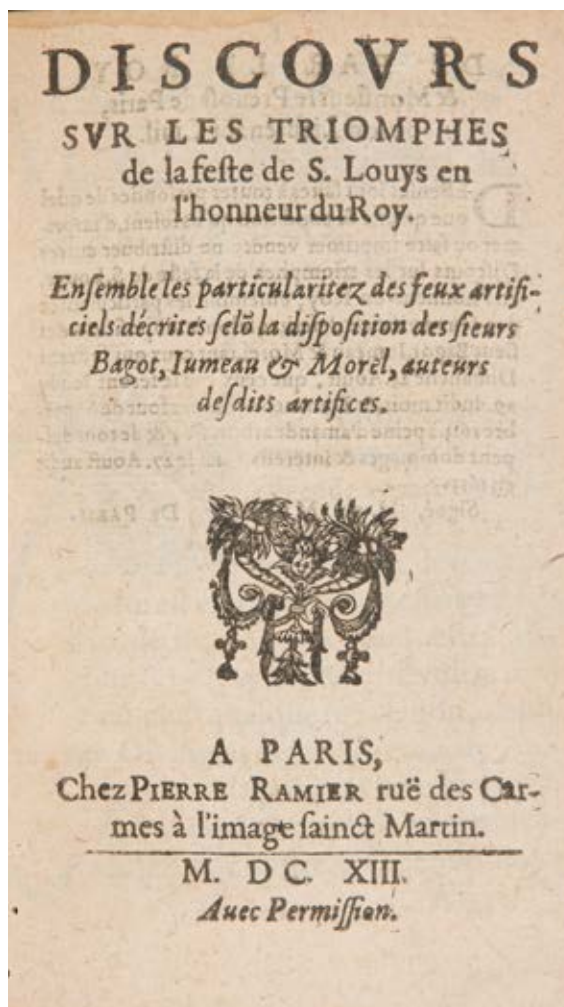 DISCOVRS
SVR LES TRIOMPHES
de la feſte de S. Louys en
l'honneur du Roy.
Enſemble les particularitez des feux artifi-
ciels décrites ſelõ la diſpoſition des ſieurs
Bagot, Iumeau & Morel, auteurs
deſdits artifices.
A PARIS,
Chez PIERRE RAMIER ruë des Car-
mes à l'image ſainct Martin.
M. DC. XIII.
Auec Permiſſion.